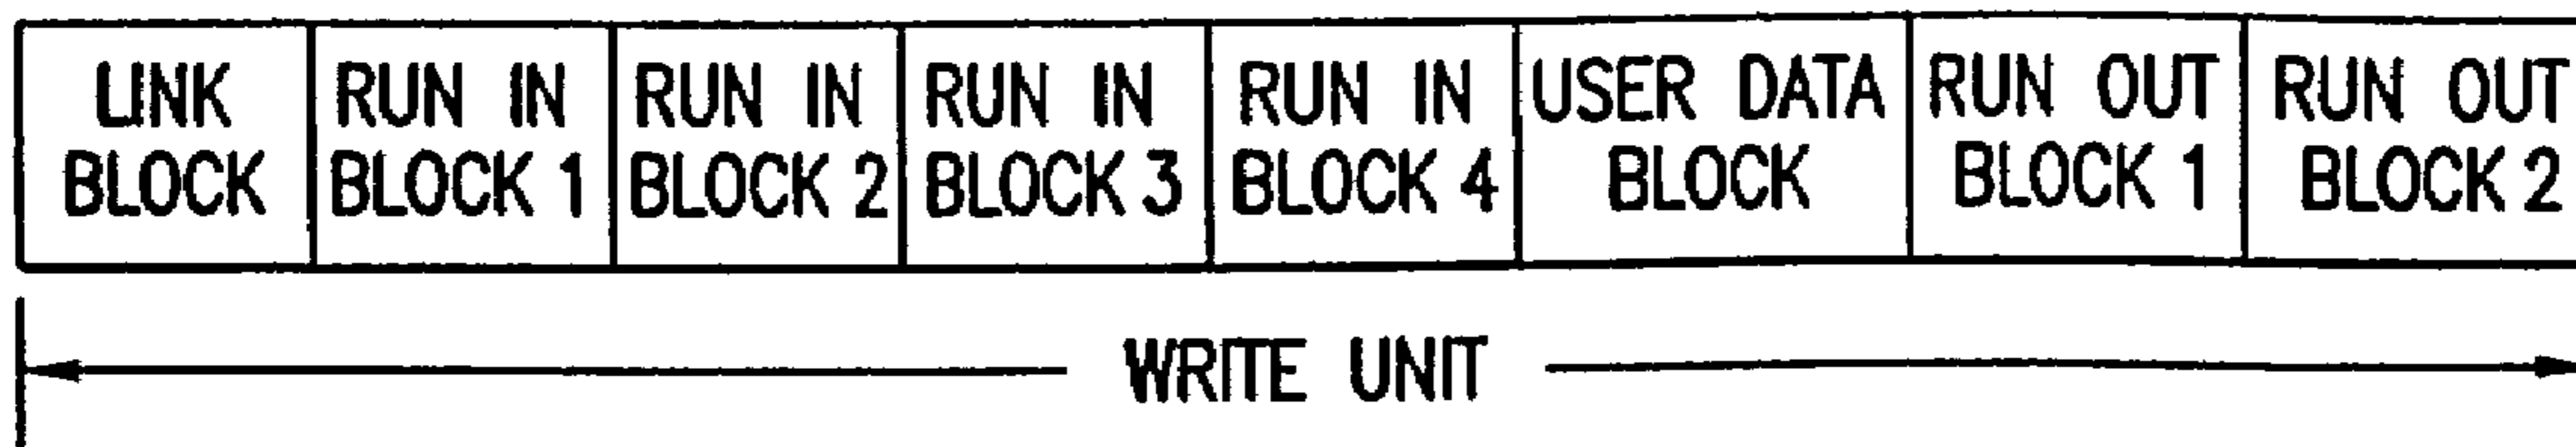 LINK BLOCK
RUN IN BLOCK 1
RUN IN BLOCK 2
RUN IN BLOCK 3
RUN IN BLOCK 4
USER DATA BLOCK
RUN OUT BLOCK 1
RUN OUT BLOCK 2
WRITE UNIT